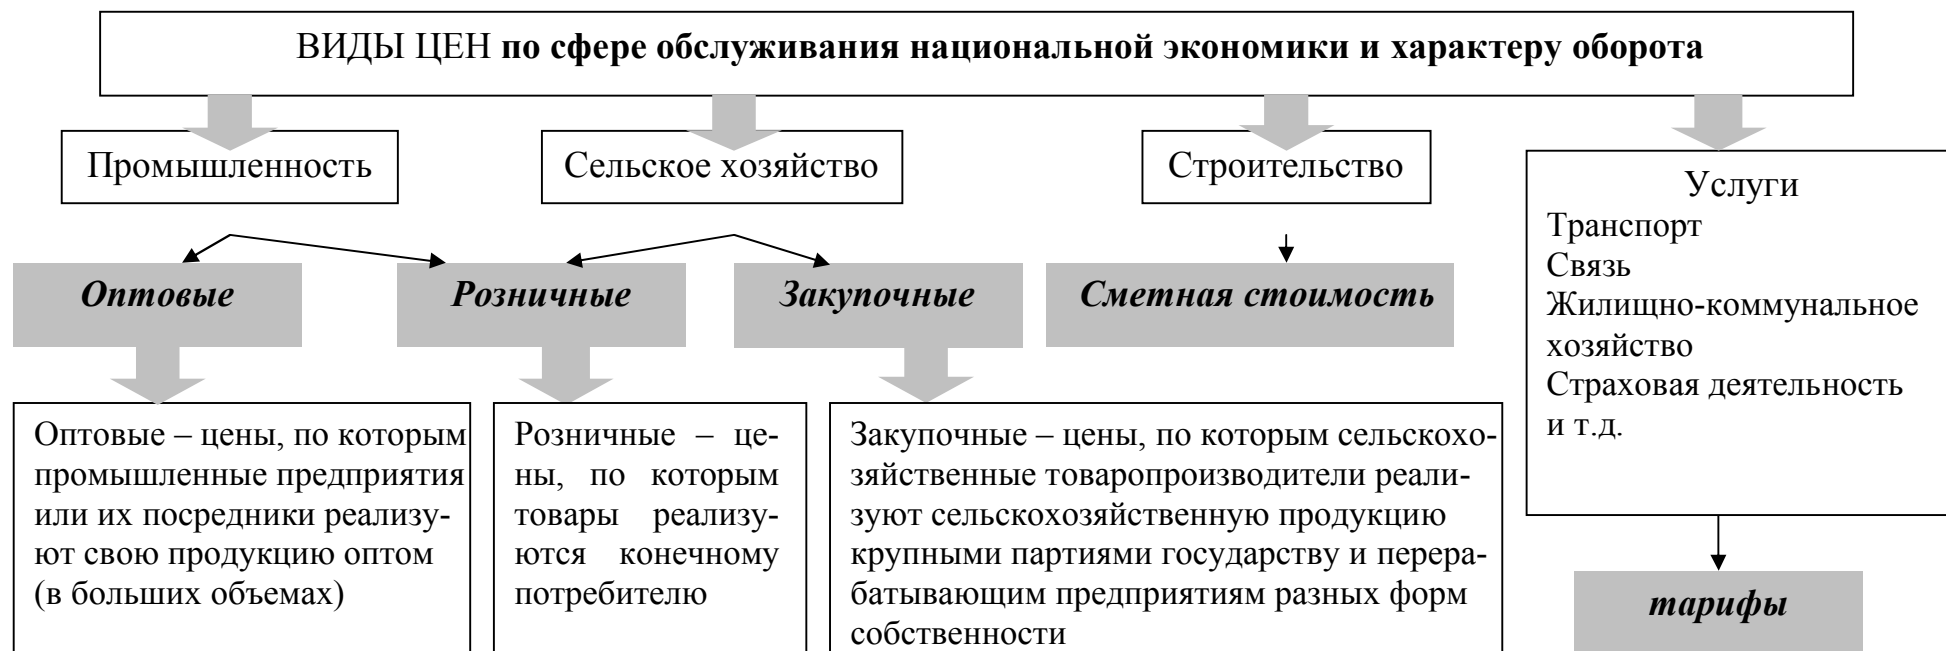 ВИДЫ ЦЕН по сфере обслуживания национальной экономики и характеру оборота
Промышленность
Сельское хозяйство
Строительство
Услуги
Транспорт
Связь
Жилищно-коммунальное
хозяйство
Страховая деятельность
и т.д.
Оптовые
Розничные
Закупочные
Сметная стоимость
Оптовые – цены, по которым
промышленные предприятия
или их посредники реализу-
ют свою продукцию оптом
(в больших объемах)
Розничные – це-
ны, по которым
товары реализу-
ются конечному
потребителю
Закупочные – цены, по которым сельскохо-
зяйственные товаропроизводители реали-
зуют сельскохозяйственную продукцию
крупными партиями государству и перера-
батывающим предприятиям разных форм
собственности
тарифы